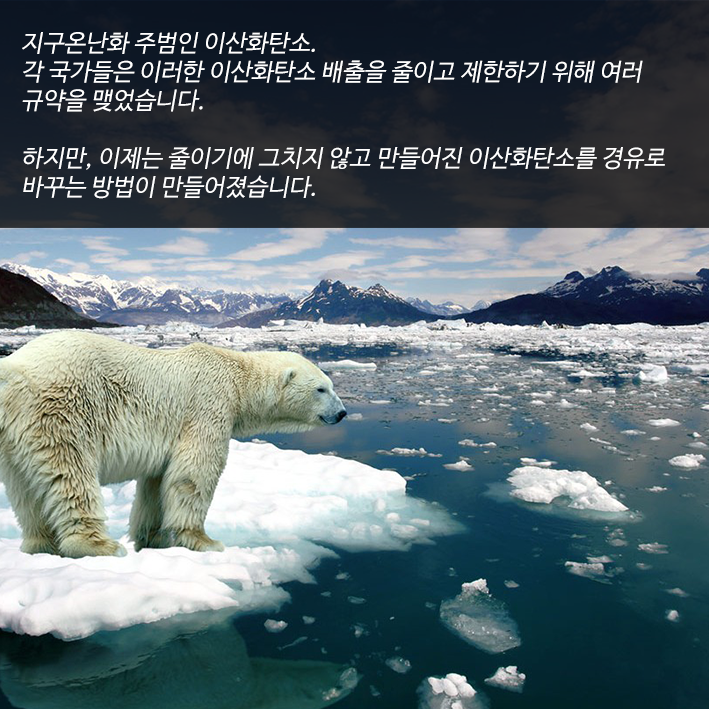 지구온난화 주범인 이산화탄소.
각 국가들은 이러한 이산화탄소 배출을 줄이고 제한하기 위해 여러
규약을 맺었습니다.
하지만, 이제는 줄이기에 그치지 않고 만들어진 이산화탄소를 경유로
바꾸는 방법이 만들어졌습니다.